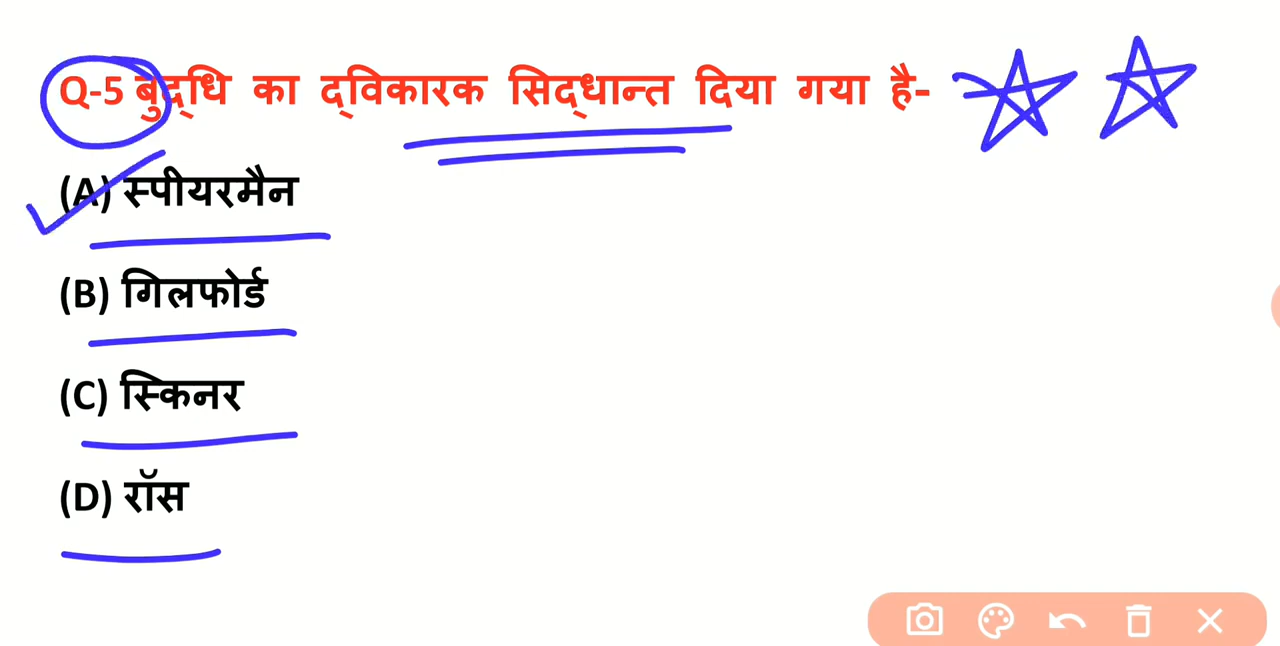 Q-5 बुद्धि का द्विकारक सिद्धान्त दिया गया है-
(A) स्पीयरमैन
(B) गिलफोर्ड
(C) स्किनर
(D) रॉस